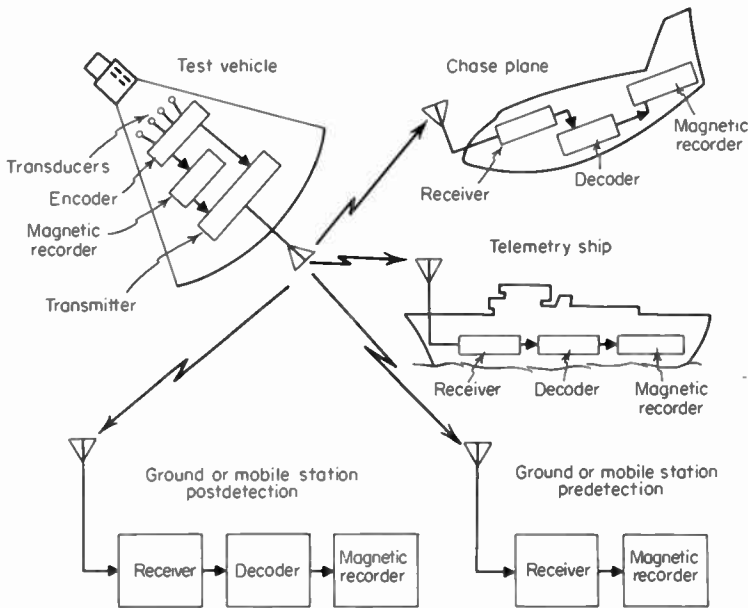 Test vehicle
Transducers
Encoder
Magnetic
recorder
Transmitter
Chase plane
Magnetic
recorder
Decoder
Receiver
Telemetry ship
Receiver
Decoder
Magnetic
recorder
Ground or mobile station
postdetection
Receiver
Decoder
Magnetic
recorder
Ground or mobile station
predetection
Receiver
Magnetic
recorder